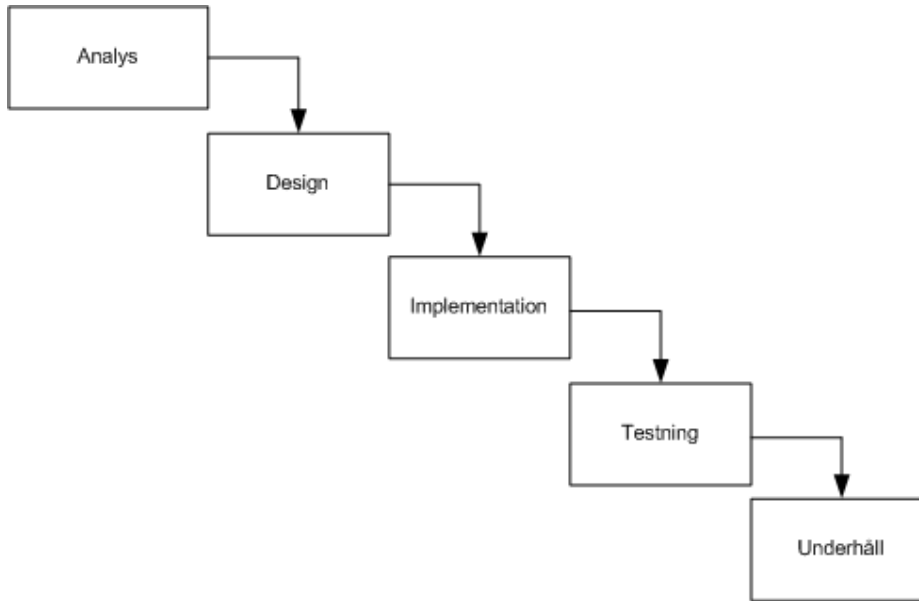 Analys
Design
Implementation
Testning
Underhåll